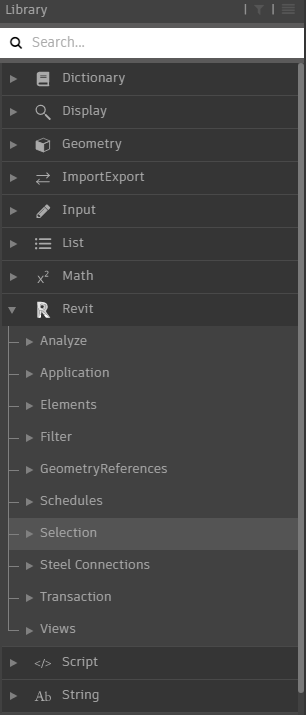 Library
Search...
Dictionary
Display
Geometry
ImportExport
Input
List
x² Math
R Revit
Analyze
Application
Elements
Filter
GeometryReferences
Schedules
Selection
Steel Connections
Transaction
Views
</> Script
Ab String